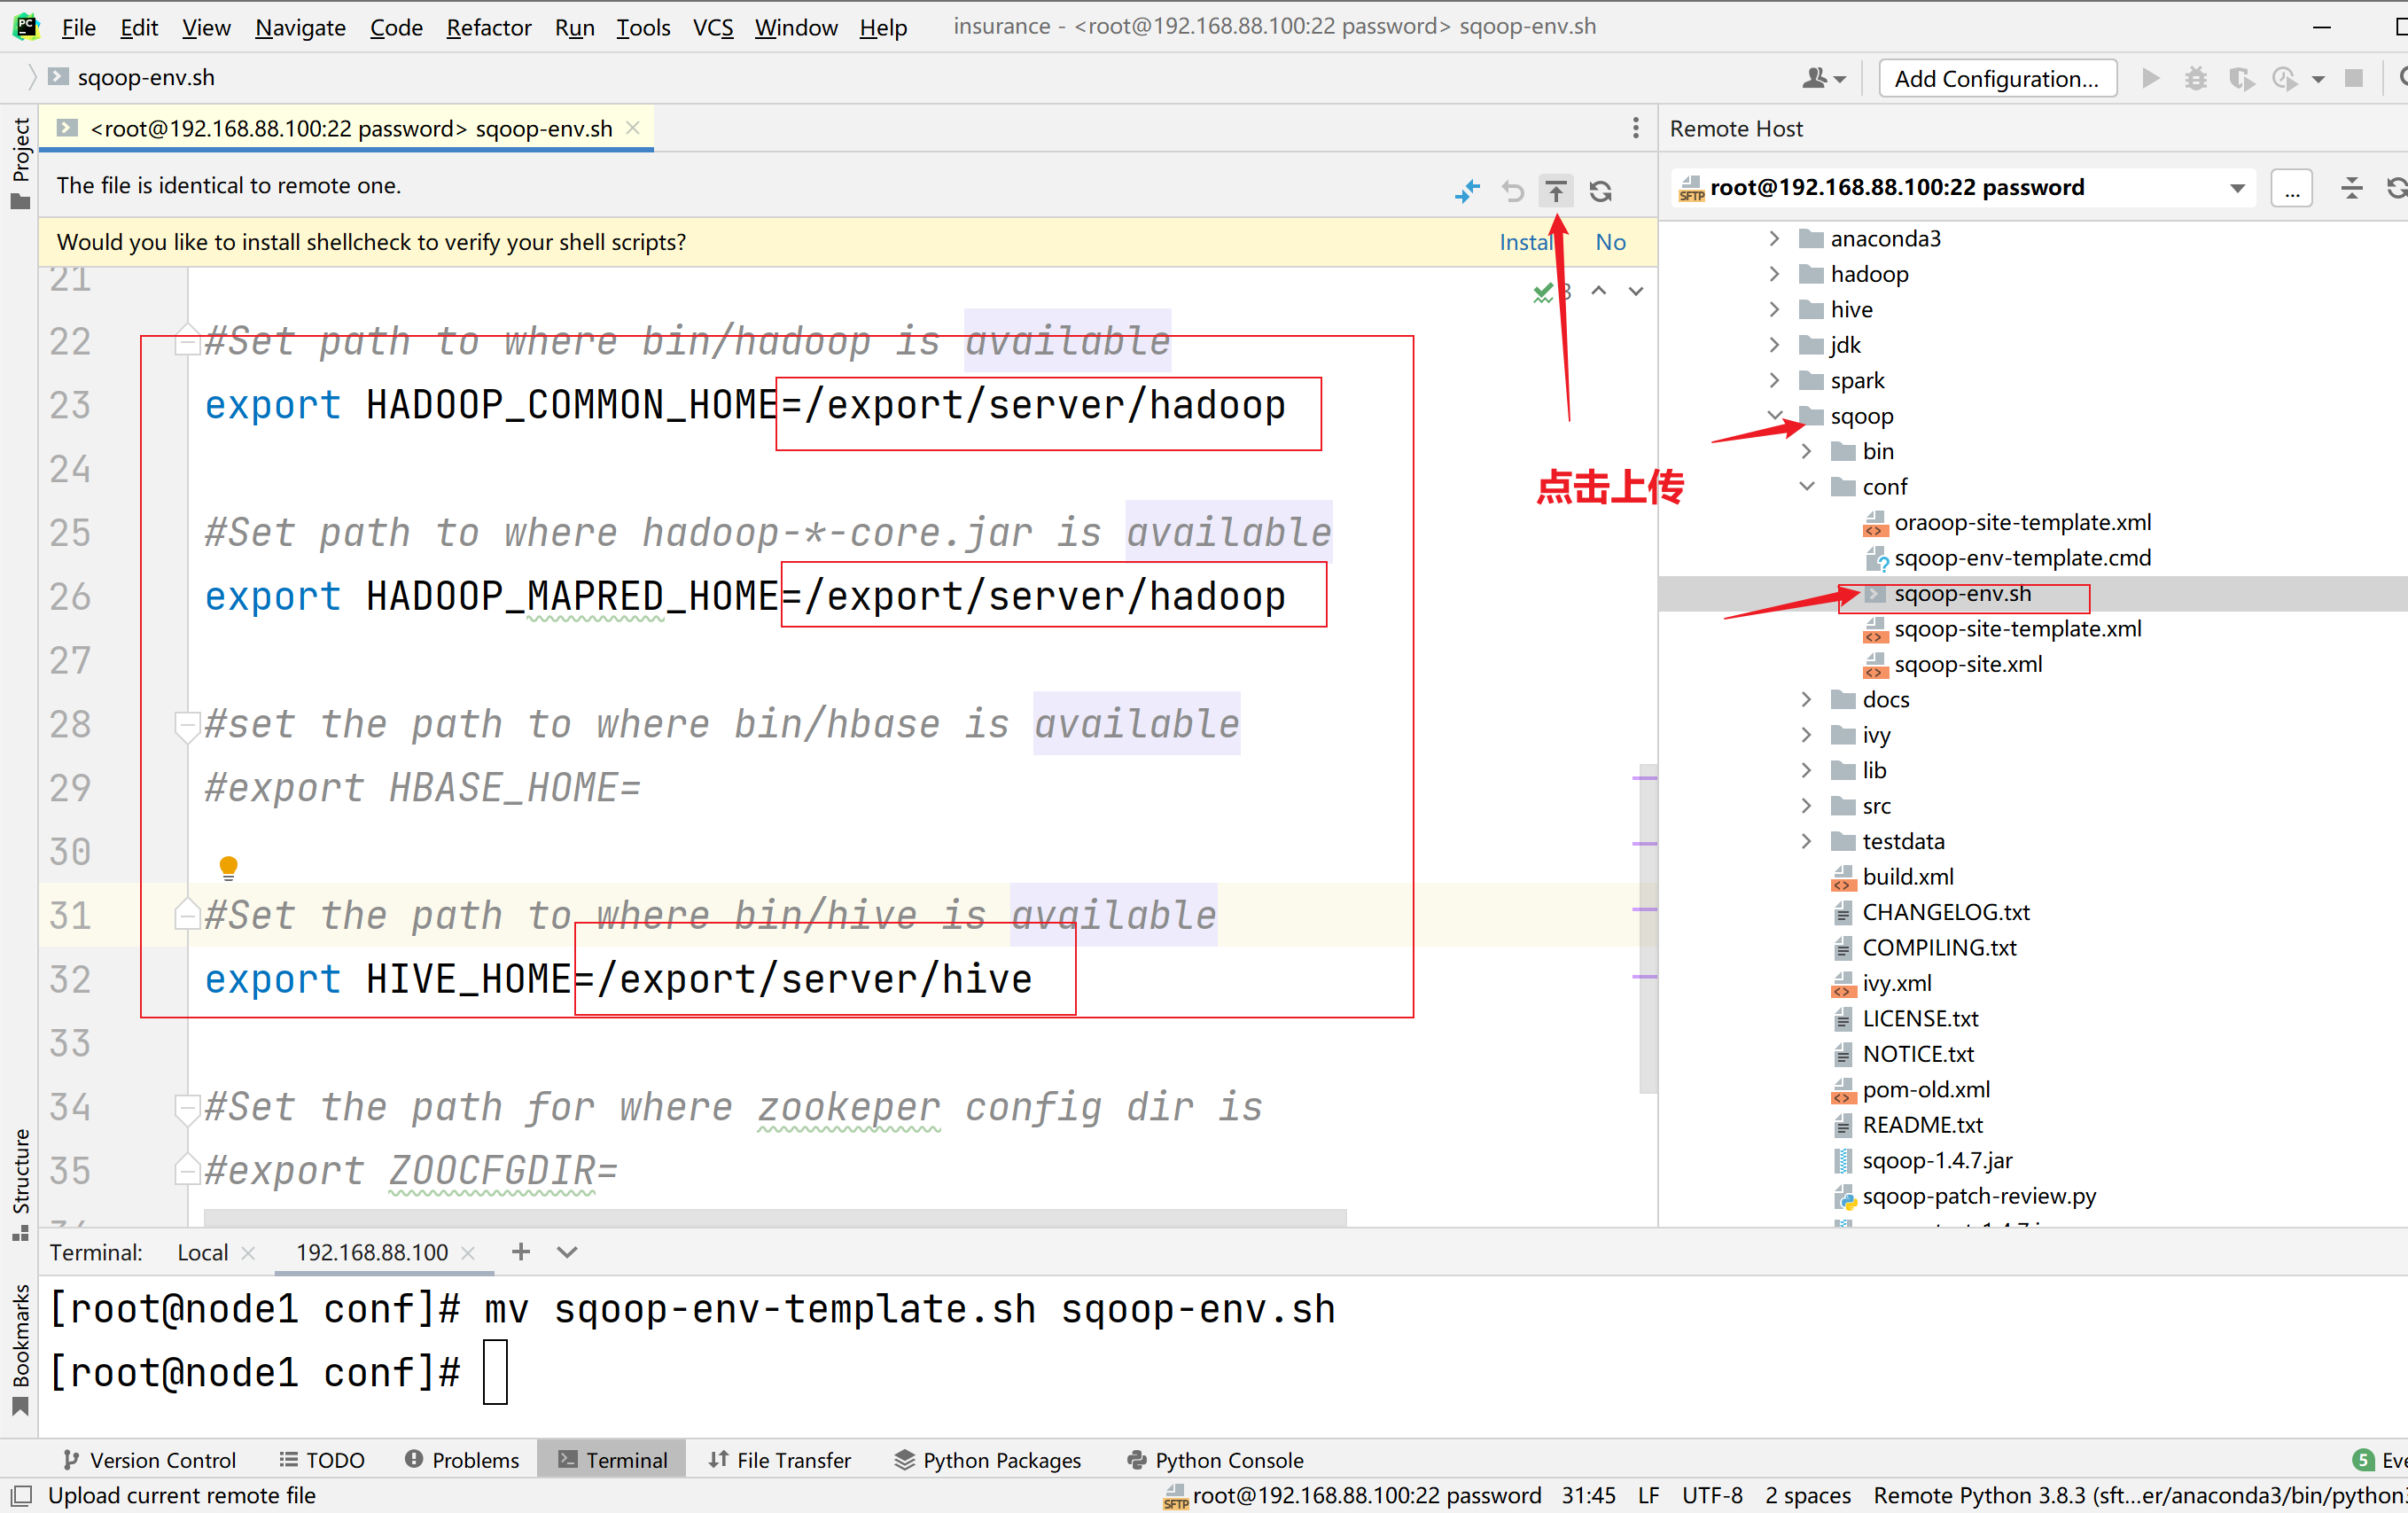 File Edit View Navigate Code Refactor Run Tools VCS Window Help insurance - <root@192.168.88.100:22 password> sqoop-env.sh
sqoop-env.sh
Add Configuration...
Project
<root@192.168.88.100:22 password> sqoop-env.sh
The file is identical to remote one.
Would you like to install shellcheck to verify your shell scripts?
Install No
21
22 #Set path to where bin/hadoop is available
23 export HADOOP_COMMON_HOME=/export/server/hadoop
24
25 #Set path to where hadoop-*-core.jar is available
26 export HADOOP_MAPRED_HOME=/export/server/hadoop
27
28 #set the path to where bin/hbase is available
29 #export HBASE_HOME=
30
31 #Set the path to where bin/hive is available
32 export HIVE_HOME=/export/server/hive
33
34 #Set the path for where zookeper config dir is
35 #export ZOOCFGDIR=
点击上传
Remote Host
SFTP root@192.168.88.100:22 password
...
anaconda3
hadoop
hive
jdk
spark
sqoop
bin
conf
oraoop-site-template.xml
sqoop-env-template.cmd
sqoop-env.sh
sqoop-site-template.xml
sqoop-site.xml
docs
ivy
lib
src
testdata
build.xml
CHANGELOG.txt
COMPILING.txt
ivy.xml
LICENSE.txt
NOTICE.txt
pom-old.xml
README.txt
sqoop-1.4.7.jar
sqoop-patch-review.py
Structure
Bookmarks
Terminal: Local 192.168.88.100
[root@node1 conf]# mv sqoop-env-template.sh sqoop-env.sh
[root@node1 conf]#
Version Control TODO Problems Terminal File Transfer Python Packages Python Console 5
Upload current remote file SFTP root@192.168.88.100:22 password 31:45 LF UTF-8 2 spaces Remote Python 3.8.3 (sft...er/anaconda3/bin/python3